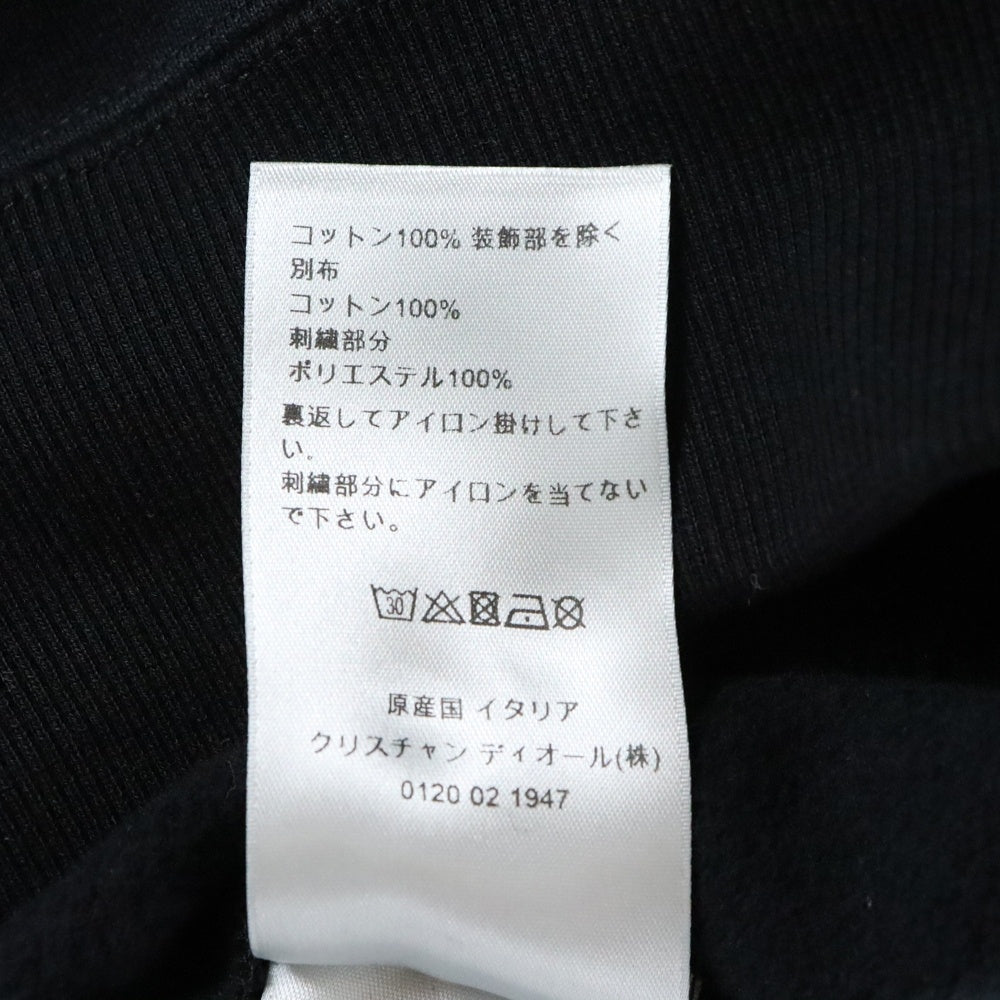 コットン100% 装飾部を除く
別布
コットン100%
刺繍部分
ポリエステル100%
裏返してアイロン掛けして下さ
い。
刺繍部分にアイロンを当てない
で下さい。
30
原産国 イタリア
クリスチャン ディオール(株)
0120 02 1947